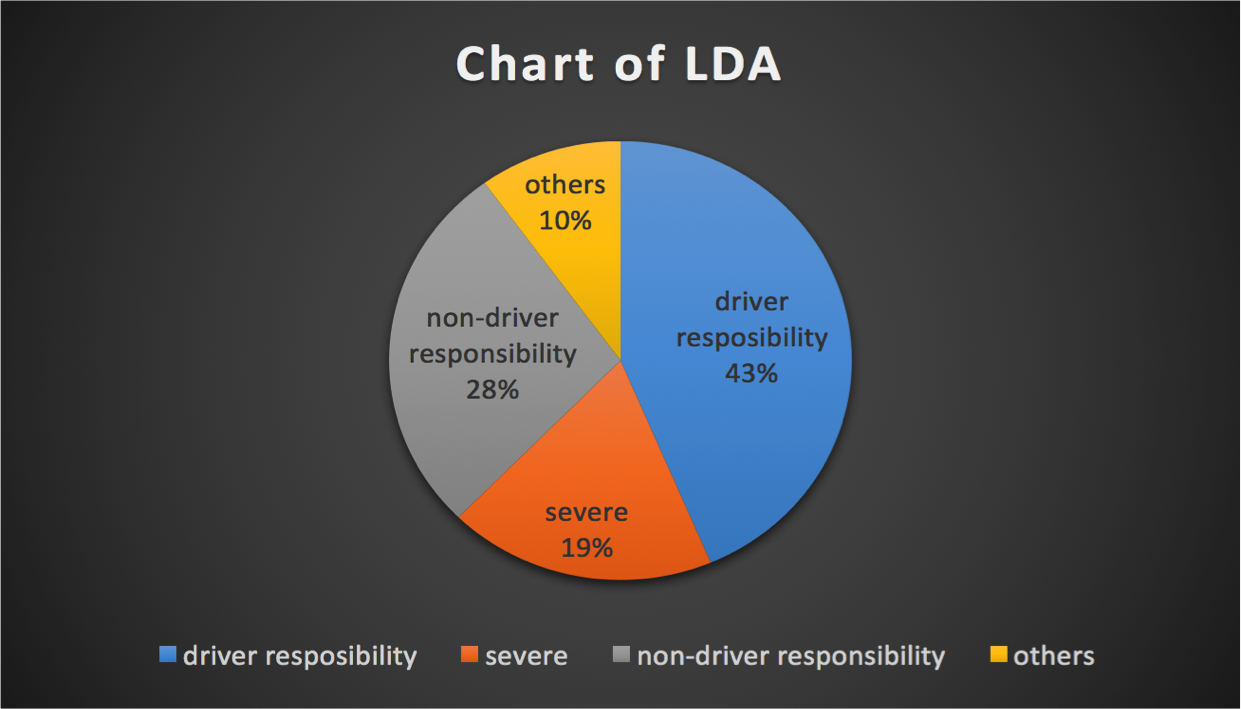 Chart of LDA
others
10%
driver
resposibility
43%
non-driver
responsibility
28%
severe
19%
driver resposibility
severe
non-driver responsibility
others